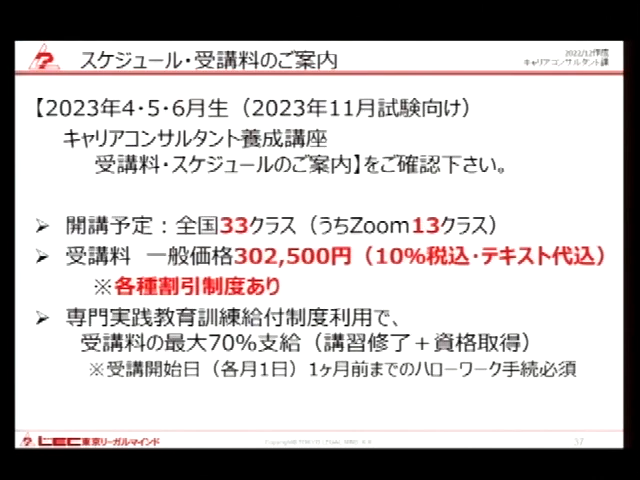 スケジュール・受講料のご案内
2022/12作成
キャリアコンサルタント課
【2023年4・5・6月生（2023年11月試験向け）
キャリアコンサルタント養成講座
受講料・スケジュールのご案内】をご確認下さい。
➢ 開講予定：全国33クラス（うちZoom13クラス）
➢ 受講料 一般価格302,500円（10%税込・テキスト代込）
※各種割引制度あり
➢ 専門実践教育訓練給付制度利用で、
受講料の最大70%支給（講習修了＋資格取得）
※受講開始日（各月1日）1ヶ月前までのハローワーク手続必須
LEC東京リーガルマインド
37